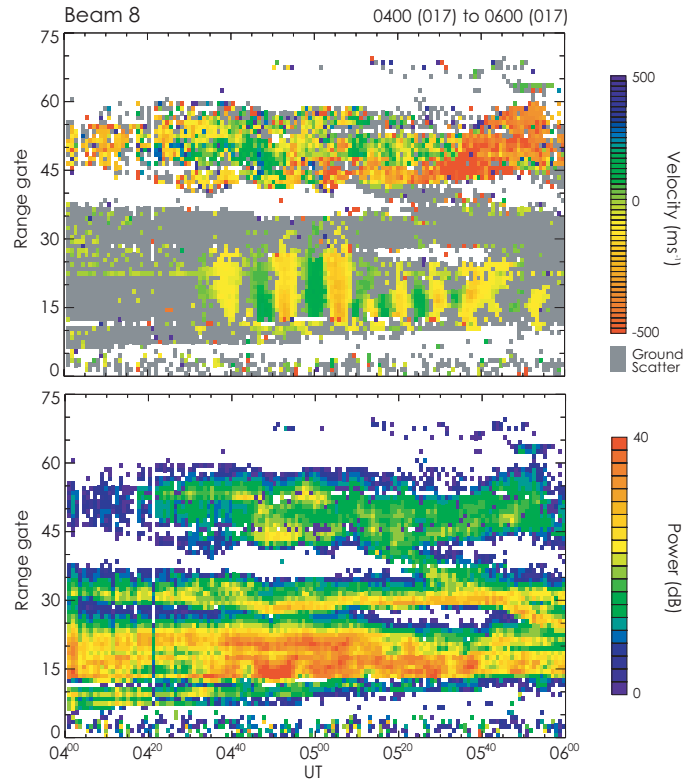 Beam 8 0400 (017) to 0600 (017)
75
60
45
30
15
0
Range gate
500
0
-500
Velocity (ms-1)
Ground
Scatter
75
60
45
30
15
0
Range gate
40
0
Power (dB)
04⁰⁰ 04²⁰ 04⁴⁰ 05⁰⁰ 05²⁰ 05⁴⁰ 06⁰⁰
UT